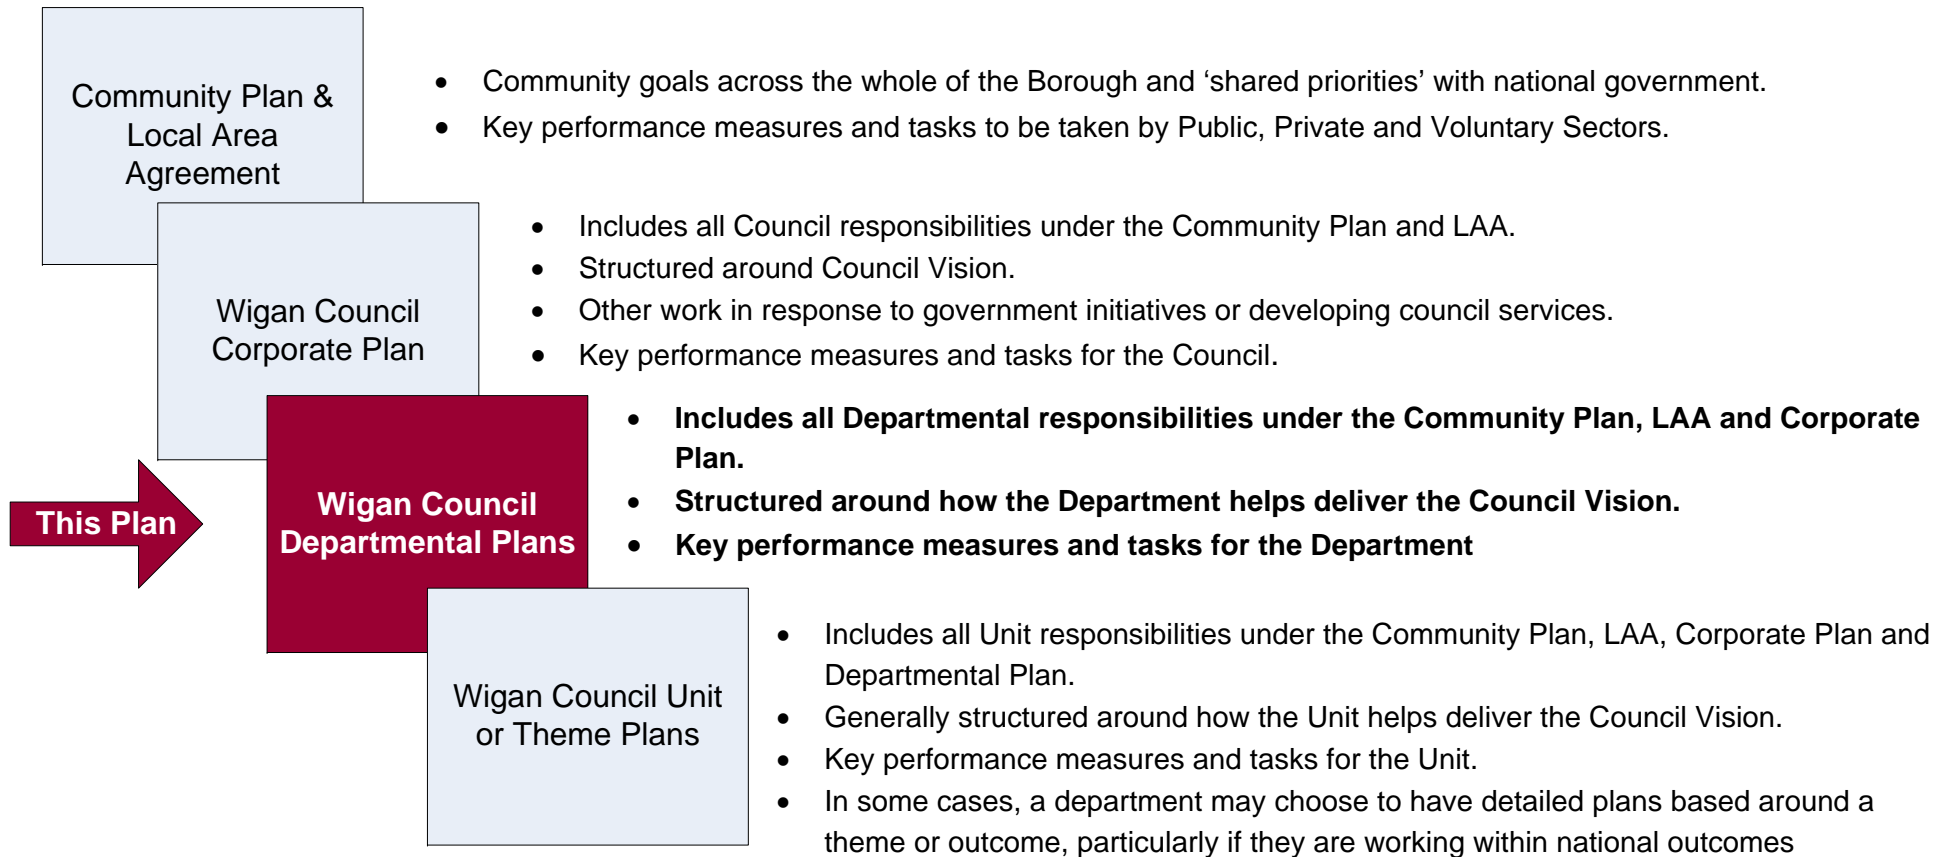 Community Plan &
Local Area
Agreement
• Community goals across the whole of the Borough and ‘shared priorities’ with national government.
• Key performance measures and tasks to be taken by Public, Private and Voluntary Sectors.
Wigan Council
Corporate Plan
• Includes all Council responsibilities under the Community Plan and LAA.
• Structured around Council Vision.
• Other work in response to government initiatives or developing council services.
• Key performance measures and tasks for the Council.
This Plan
Wigan Council
Departmental Plans
• Includes all Departmental responsibilities under the Community Plan, LAA and Corporate
Plan.
• Structured around how the Department helps deliver the Council Vision.
• Key performance measures and tasks for the Department
Wigan Council Unit
or Theme Plans
• Includes all Unit responsibilities under the Community Plan, LAA, Corporate Plan and
Departmental Plan.
• Generally structured around how the Unit helps deliver the Council Vision.
• Key performance measures and tasks for the Unit.
• In some cases, a department may choose to have detailed plans based around a
theme or outcome, particularly if they are working within national outcomes